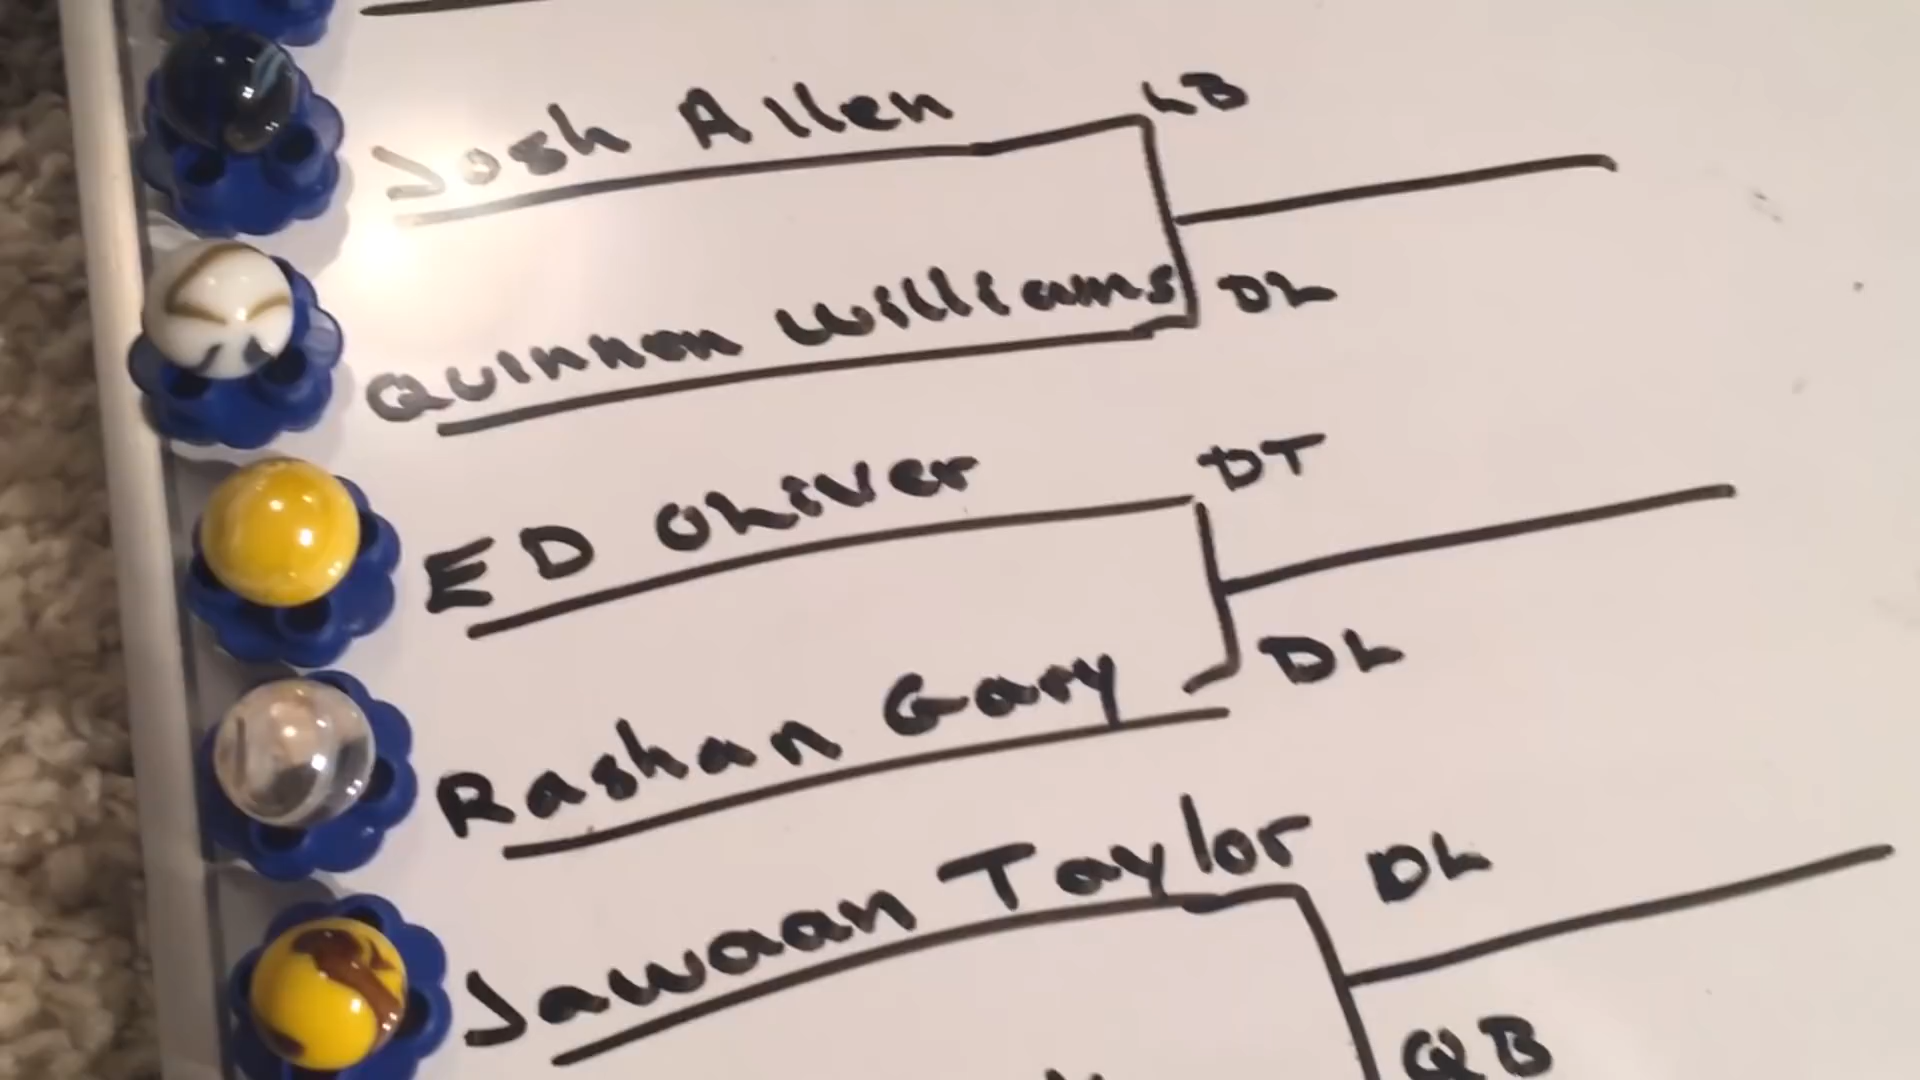 Josh Allen LB
Quinnen Williams DL
ED OLiver DT
Rashan Gary DL
Jawaan Taylor DL
QB